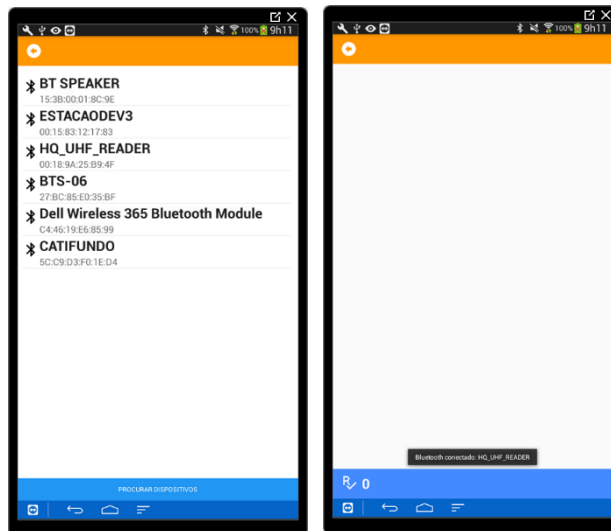 100% 9h11
BT SPEAKER
15:3B:00:01:8C:9E
ESTACAODEV3
00:15:83:12:17:83
HQ_UHF_READER
00:18:9A:25:B9:4F
BTS-06
27:BC:85:E0:35:BF
Dell Wireless 365 Bluetooth Module
C4:46:19:E6:85:99
CATIFUNDO
5C:C9:D3:F0:1E:D4
PROCURAR DISPOSITIVOS
100% 9h11
Bluetooth conectado: HQ_UHF_READER
R 0